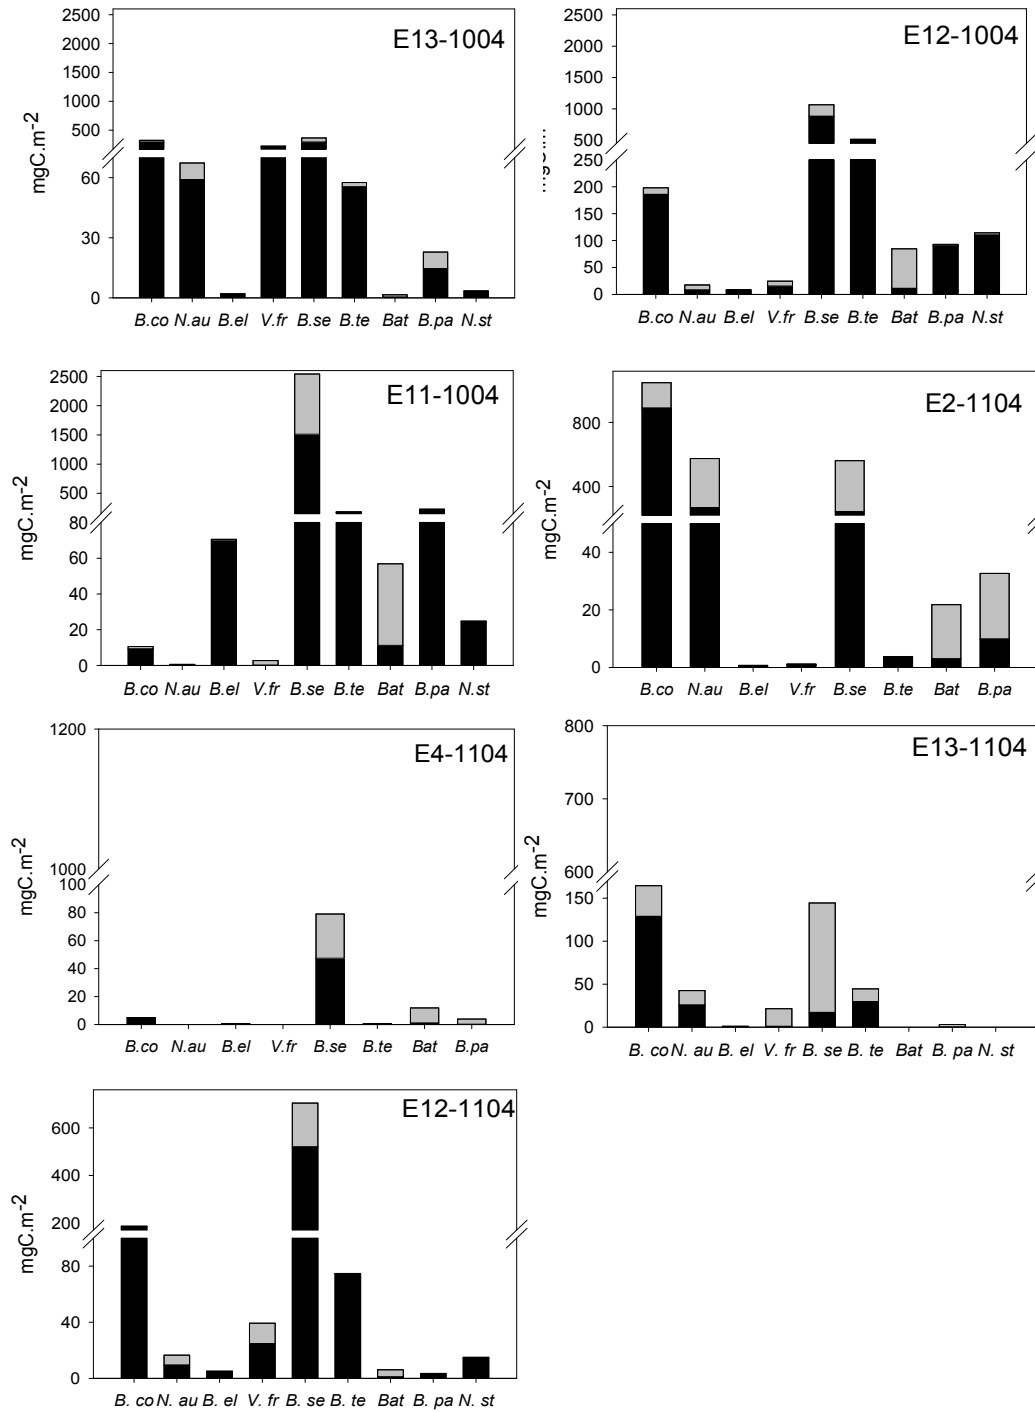 E13-1004
mgC.m-2
2500
2000
1500
1000
500
60
30
0
B.co N.au B.el V.fr B.se B.te Bat B.pa N.st
E12-1004
2500
2000
1500
1000
500
250
200
150
100
50
0
B.co N.au B.el V.fr B.se B.te Bat B.pa N.st
E11-1004
mgC.m-2
2500
2000
1500
1000
500
80
60
40
20
0
B.co N.au B.el V.fr B.se B.te Bat B.pa N.st
E2-1104
mgC.m-2
800
400
40
20
0
B.co N.au B.el V.fr B.se B.te Bat B.pa
E4-1104
mgC.m-2
1200
1000
100
80
60
40
20
0
B.co N.au B.el V.fr B.se B.te Bat B.pa
E13-1104
mgC.m-2
800
700
600
150
100
50
0
B. co N. au B. el V. fr B. se B. te Bat B. pa N. st
E12-1104
mgC.m-2
600
400
200
80
40
0
B. co N. au B. el V. fr B. se B. te Bat B. pa N. st